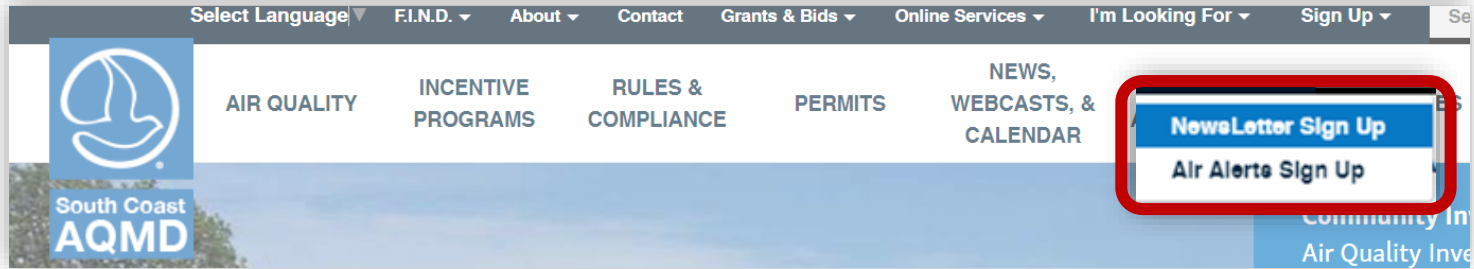 Select Language▼ F.I.N.D. About Contact Grants & Bids Online Services I'm Looking For Sign Up
AIR QUALITY
INCENTIVE
PROGRAMS
RULES &
COMPLIANCE
PERMITS
NEWS,
WEBCASTS, &
CALENDAR
NewsLetter Sign Up
Air Alerts Sign Up
South Coast
AQMD
Community
Air Quality